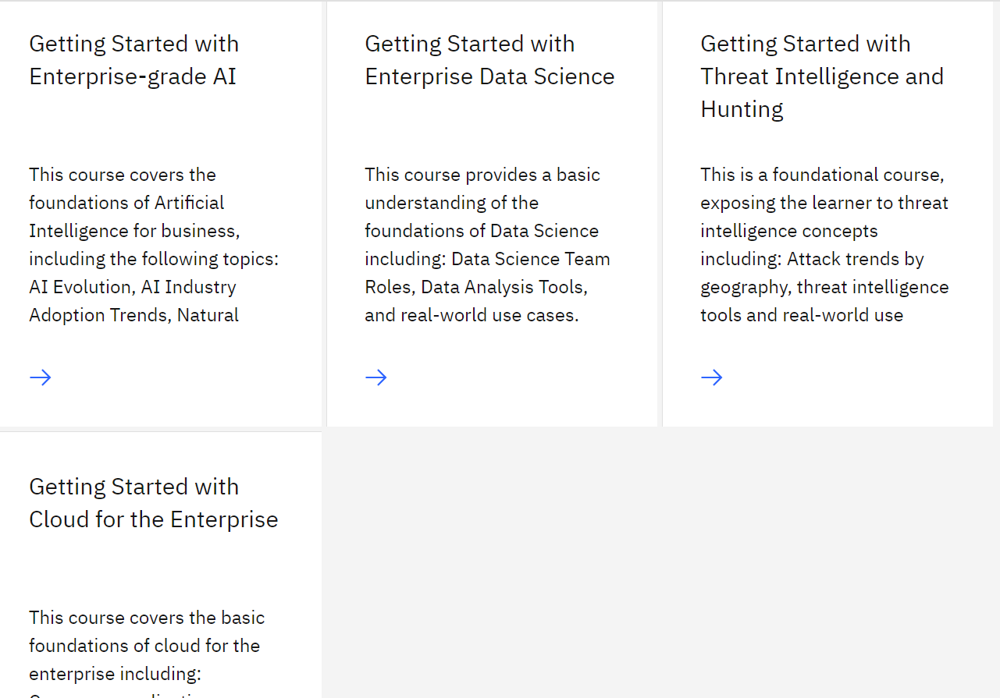 Getting Started with
Enterprise-grade AI
This course covers the
foundations of Artificial
Intelligence for business,
including the following topics:
AI Evolution, AI Industry
Adoption Trends, Natural
Getting Started with
Enterprise Data Science
This course provides a basic
understanding of the
foundations of Data Science
including: Data Science Team
Roles, Data Analysis Tools,
and real-world use cases.
Getting Started with
Threat Intelligence and
Hunting
This is a foundational course,
exposing the learner to threat
intelligence concepts
including: Attack trends by
geography, threat intelligence
tools and real-world use
Getting Started with
Cloud for the Enterprise
This course covers the basic
foundations of cloud for the
enterprise including: